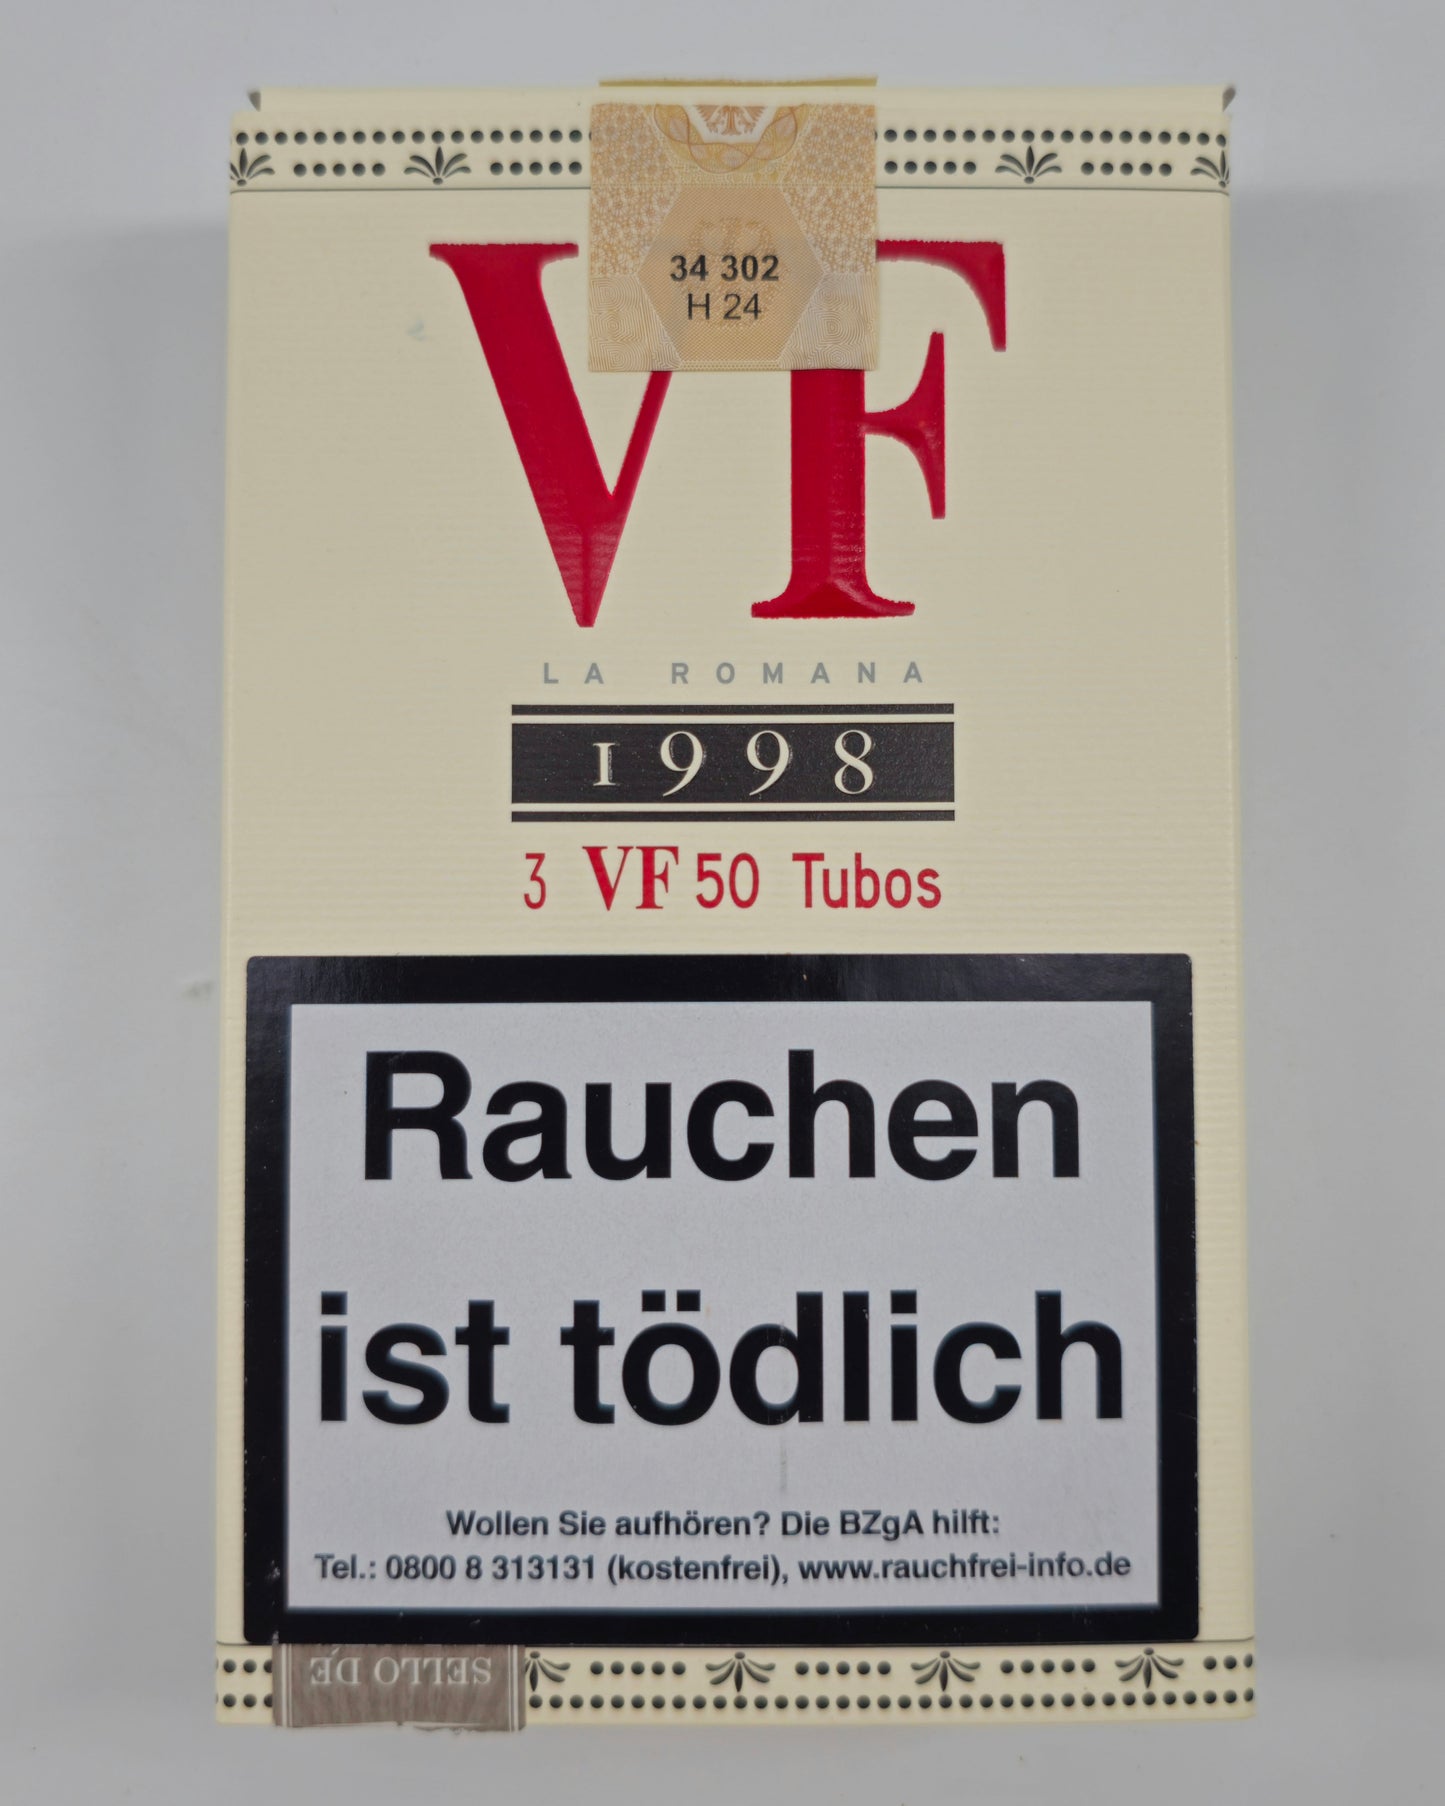 34 302
H 24
VF
LA ROMANA
1998
3 VF 50 Tubos
Rauchen
ist tödlich
Wollen Sie aufhören? Die BZgA hilft:
Tel.: 0800 8 313131 (kostenfrei), www.rauchfrei-info.de
SELLO DE